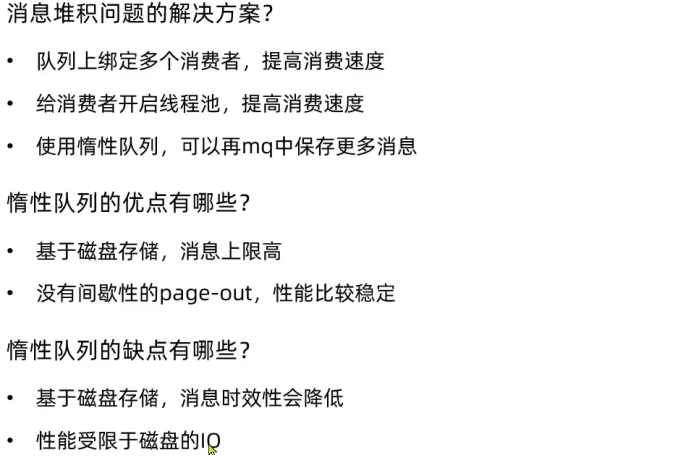 消息堆积问题的解决方案？
• 队列上绑定多个消费者，提高消费速度
• 给消费者开启线程池，提高消费速度
• 使用惰性队列，可以再mq中保存更多消息
惰性队列的优点有哪些？
• 基于磁盘存储，消息上限高
• 没有间歇性的page-out，性能比较稳定
惰性队列的缺点有哪些？
• 基于磁盘存储，消息时效性会降低
• 性能受限于磁盘的IO